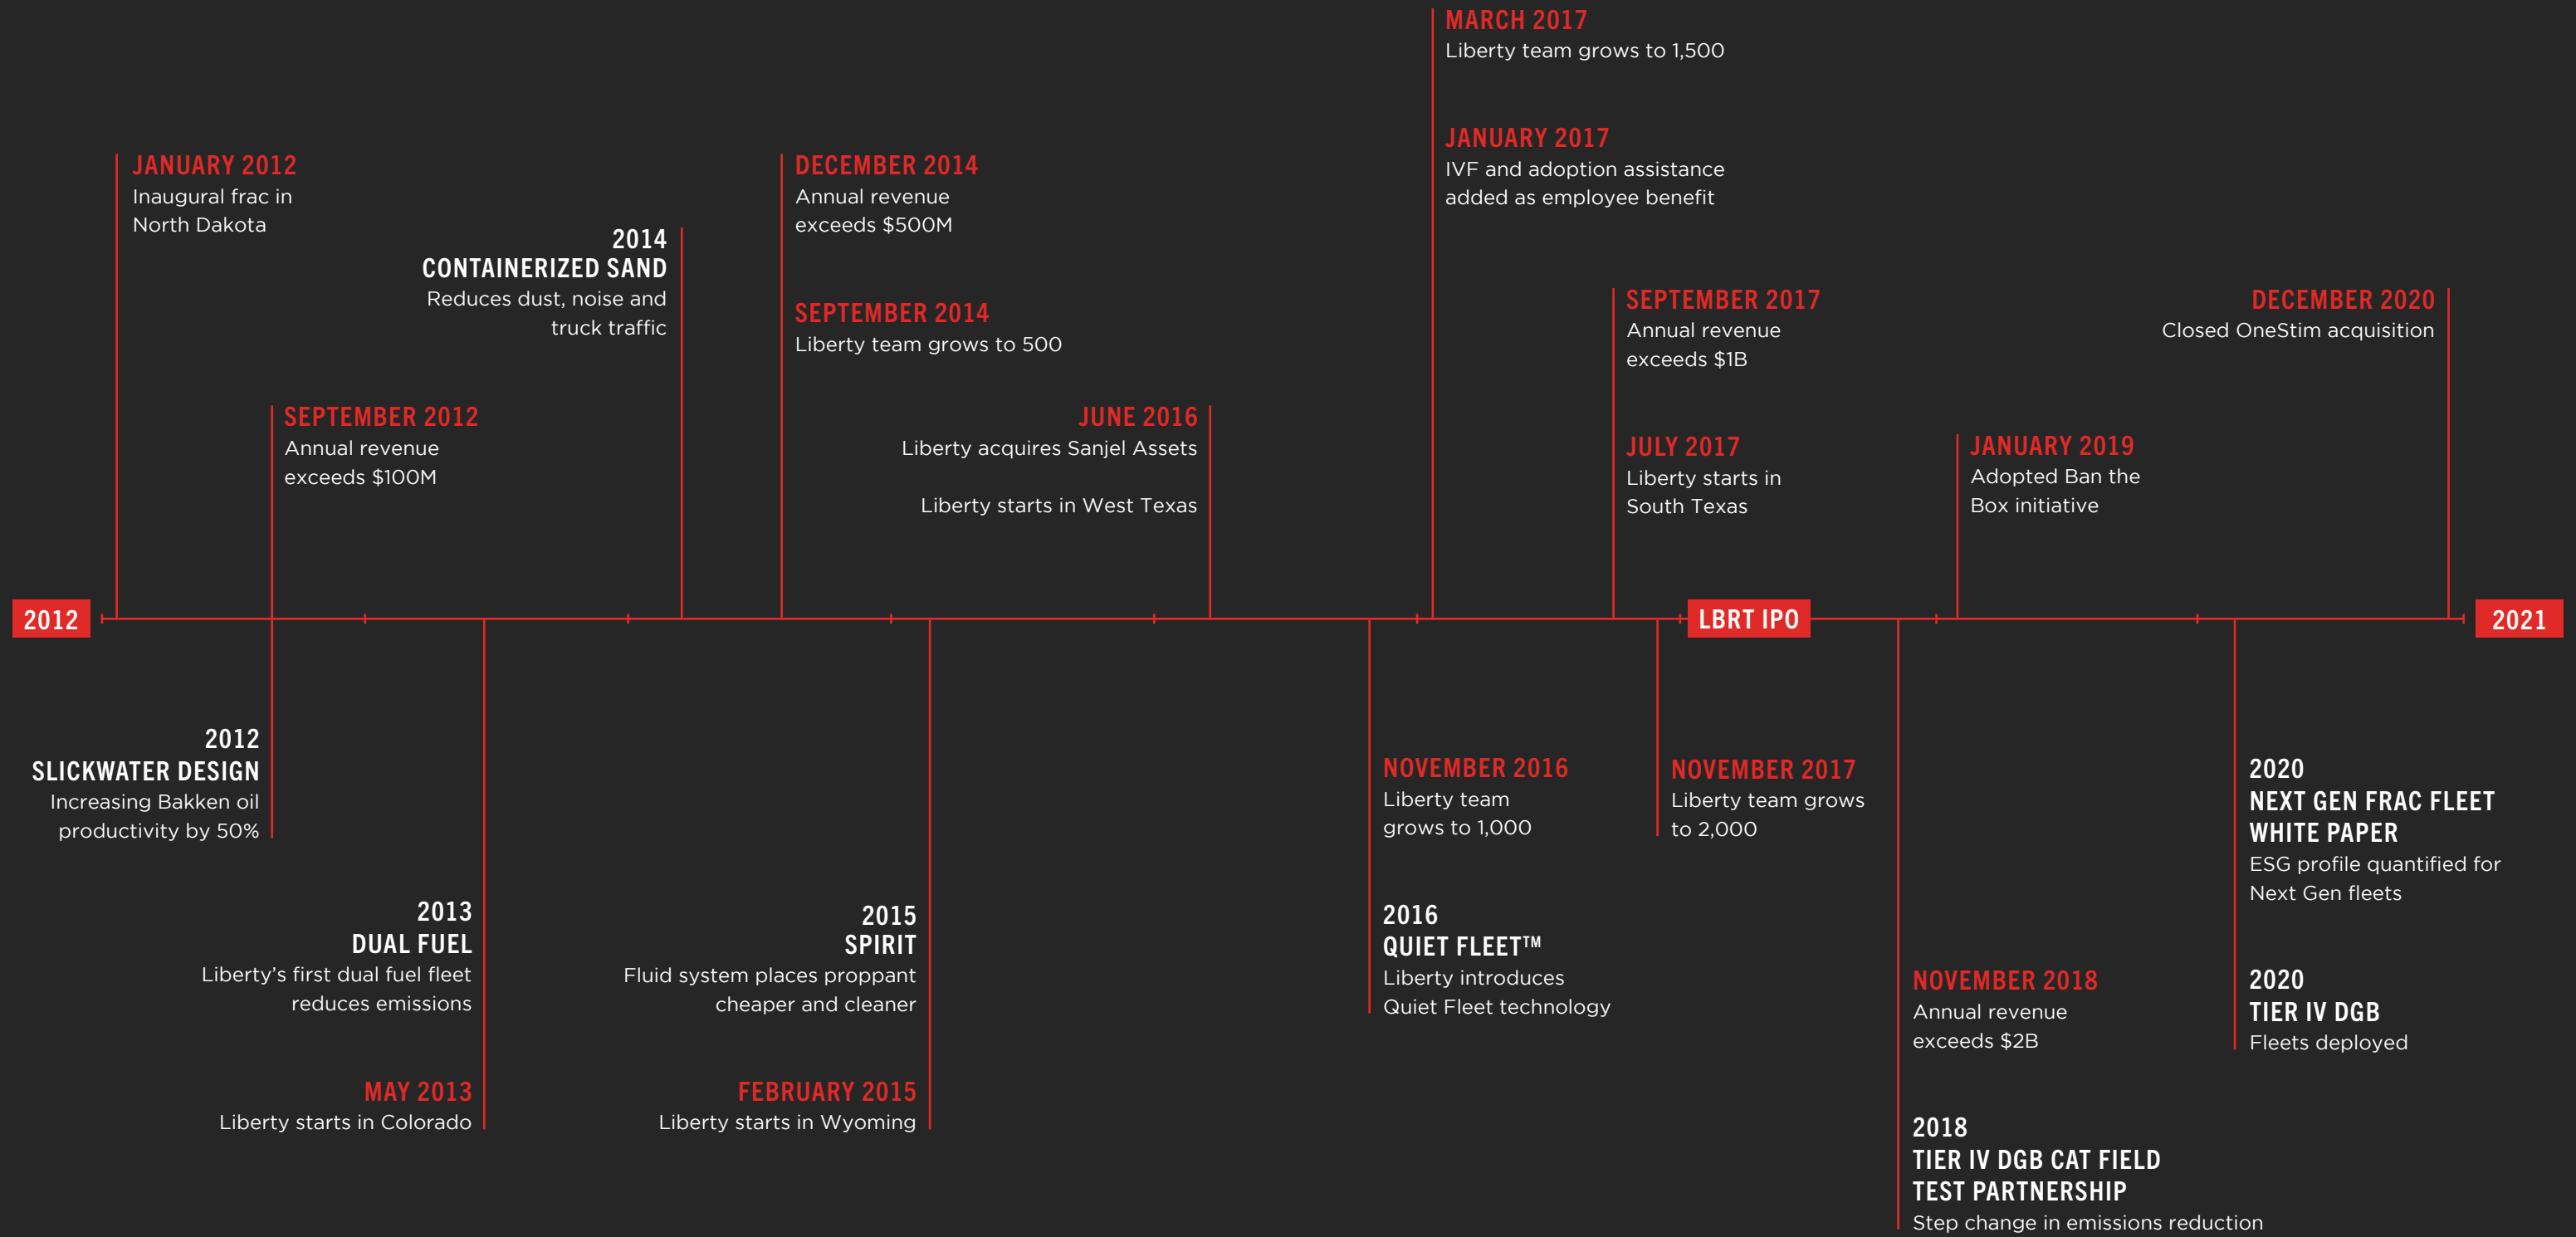 MARCH 2017
Liberty team grows to 1,500
JANUARY 2017
IVF and adoption assistance
added as employee benefit
JANUARY 2012
Inaugural frac in
North Dakota
2014
CONTAINERIZED SAND
Reduces dust, noise and
truck traffic
DECEMBER 2014
Annual revenue
exceeds $500M
SEPTEMBER 2014
Liberty team grows to 500
SEPTEMBER 2012
Annual revenue
exceeds $100M
JUNE 2016
Liberty acquires Sanjel Assets
Liberty starts in West Texas
SEPTEMBER 2017
Annual revenue
exceeds $1B
JULY 2017
Liberty starts in
South Texas
JANUARY 2019
Adopted Ban the
Box initiative
DECEMBER 2020
Closed OneStim acquisition
2012
LBRT IPO
2021
2012
SLICKWATER DESIGN
Increasing Bakken oil
productivity by 50%
2013
DUAL FUEL
Liberty’s first dual fuel fleet
reduces emissions
MAY 2013
Liberty starts in Colorado
2015
SPIRIT
Fluid system places proppant
cheaper and cleaner
FEBRUARY 2015
Liberty starts in Wyoming
NOVEMBER 2016
Liberty team
grows to 1,000
2016
QUIET FLEET™
Liberty introduces
Quiet Fleet technology
NOVEMBER 2017
Liberty team grows
to 2,000
NOVEMBER 2018
Annual revenue
exceeds $2B
2018
TIER IV DGB CAT FIELD
TEST PARTNERSHIP
Step change in emissions reduction
2020
NEXT GEN FRAC FLEET
WHITE PAPER
ESG profile quantified for
Next Gen fleets
2020
TIER IV DGB
Fleets deployed